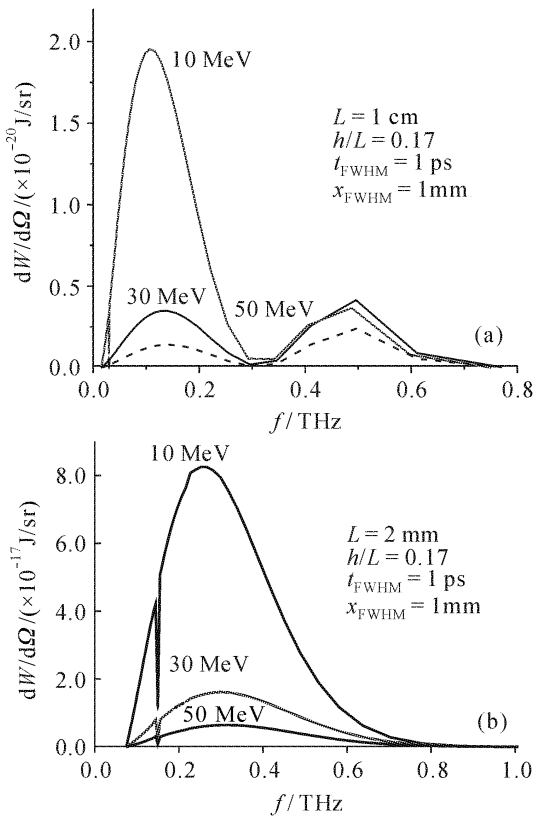 2.0
1.5
1.0
0.5
0.0
dW/dΩ/(×10⁻²⁰J/sr)
10 MeV
L = 1 cm
h/L = 0.17
t_FWHM = 1 ps
x_FWHM = 1mm
30 MeV
50 MeV
(a)
0.0 0.2 0.4 0.6 0.8
f/ THz
10 MeV
8.0
6.0
4.0
2.0
0.0
dW/dΩ/(×10⁻¹⁷J/sr)
L = 2 mm
h/L = 0.17
t_FWHM = 1 ps
x_FWHM = 1mm
30 MeV
50 MeV
(b)
0.0 0.2 0.4 0.6 0.8 1.0
f/ THz